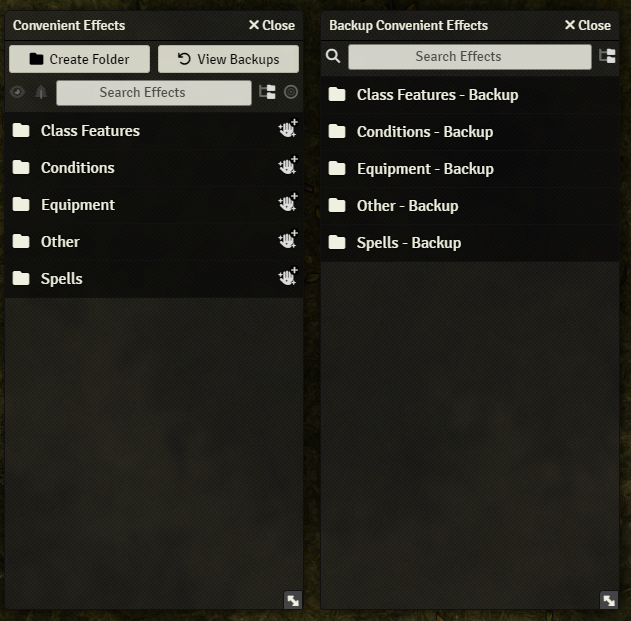 Convenient Effects
Close
Create Folder
View Backups
Search Effects
Class Features
Conditions
Equipment
Other
Spells
Backup Convenient Effects
Close
Search Effects
Class Features - Backup
Conditions - Backup
Equipment - Backup
Other - Backup
Spells - Backup